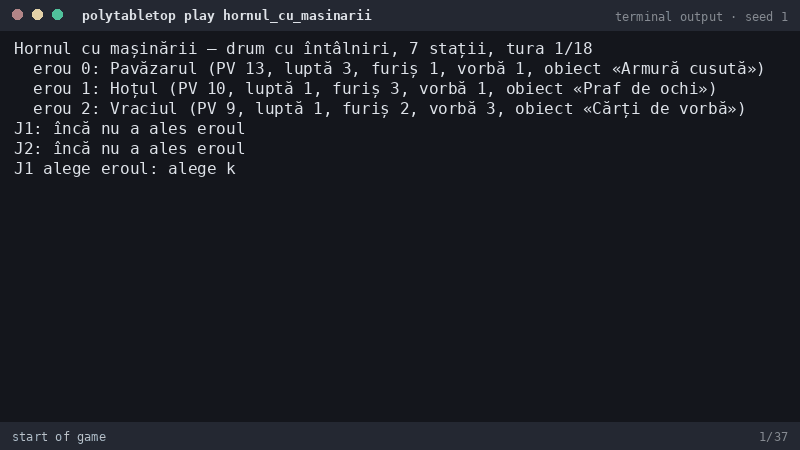 polytabletop play hornul_cu_masinarii
terminal output · seed 1
Hornul cu mașinării — drum cu întâlniri, 7 stații, tura 1/18
erou 0: Pavăzarul (PV 13, luptă 3, furiș 1, vorbă 1, obiect «Armură cusută»)
erou 1: Hoțul (PV 10, luptă 1, furiș 3, vorbă 1, obiect «Praf de ochi»)
erou 2: Vraciul (PV 9, luptă 1, furiș 2, vorbă 3, obiect «Cărți de vorbă»)
J1: încă nu a ales eroul
J2: încă nu a ales eroul
J1 alege eroul: alege k
start of game
1/37